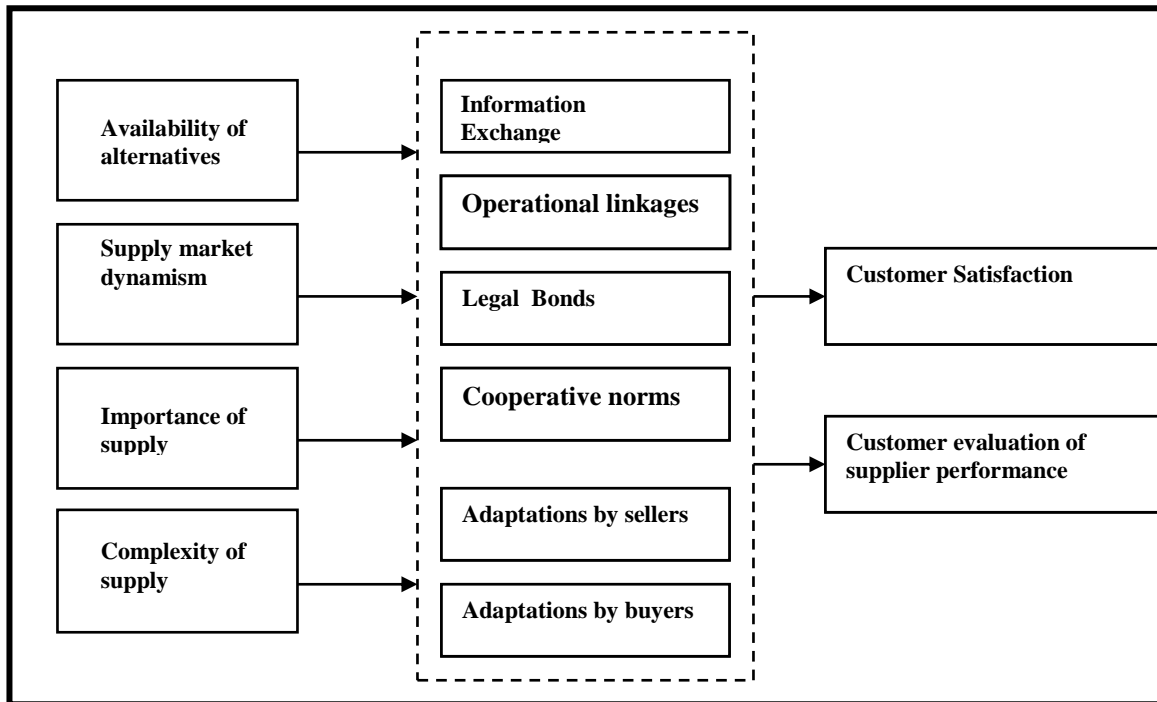 Availability of
alternatives
Supply market
dynamism
Importance of
supply
Complexity of
supply
Information
Exchange
Operational linkages
Legal  Bonds
Cooperative norms
Adaptations by sellers
Adaptations by buyers
Customer Satisfaction
Customer evaluation of
supplier performance